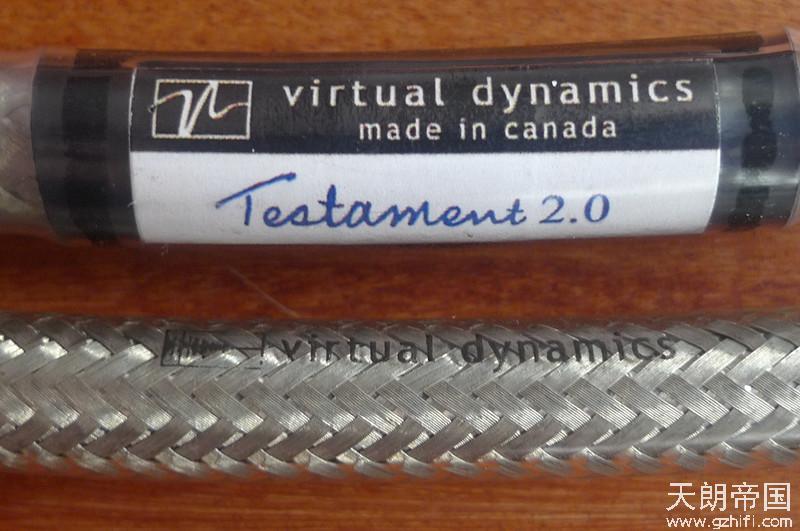 virtual dynamics
made in canada
Testament 2.0
virtual dynamics
天朗帝国
www.gzhifi.com